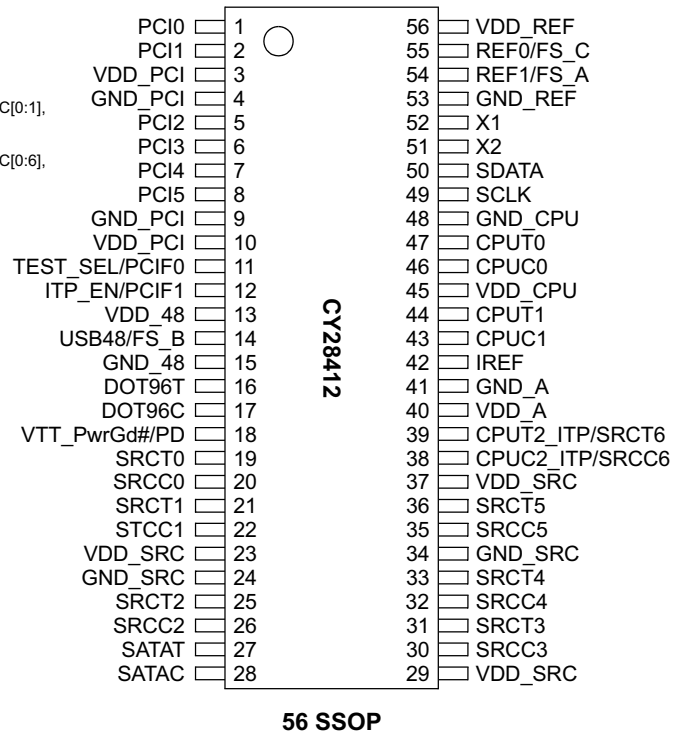 PCI0 1 56 VDD_REF
PCI1 2 55 REF0/FS_C
VDD_PCI 3 54 REF1/FS_A
C[0:1], GND_PCI 4 53 GND_REF
PCI2 5 52 X1
PCI3 6 51 X2
C[0:6], PCI4 7 50 SDATA
PCI5 8 49 SCLK
GND_PCI 9 48 GND_CPU
VDD_PCI 10 47 CPUT0
TEST_SEL/PCIF0 11 46 CPUC0
ITP_EN/PCIF1 12 45 VDD_CPU
VDD_48 13 44 CPUT1
USB48/FS_B 14 43 CPUC1
GND_48 15 42 IREF
DOT96T 16 41 GND_A
DOT96C 17 40 VDD_A
VTT_PwrGd#/PD 18 39 CPUT2_ITP/SRCT6
SRCT0 19 38 CPUC2_ITP/SRCC6
SRCC0 20 37 VDD_SRC
SRCT1 21 36 SRCT5
STCC1 22 35 SRCC5
VDD_SRC 23 34 GND_SRC
GND_SRC 24 33 SRCT4
SRCT2 25 32 SRCC4
SRCC2 26 31 SRCT3
SATAT 27 30 SRCC3
SATAC 28 29 VDD_SRC
CY28412
56 SSOP